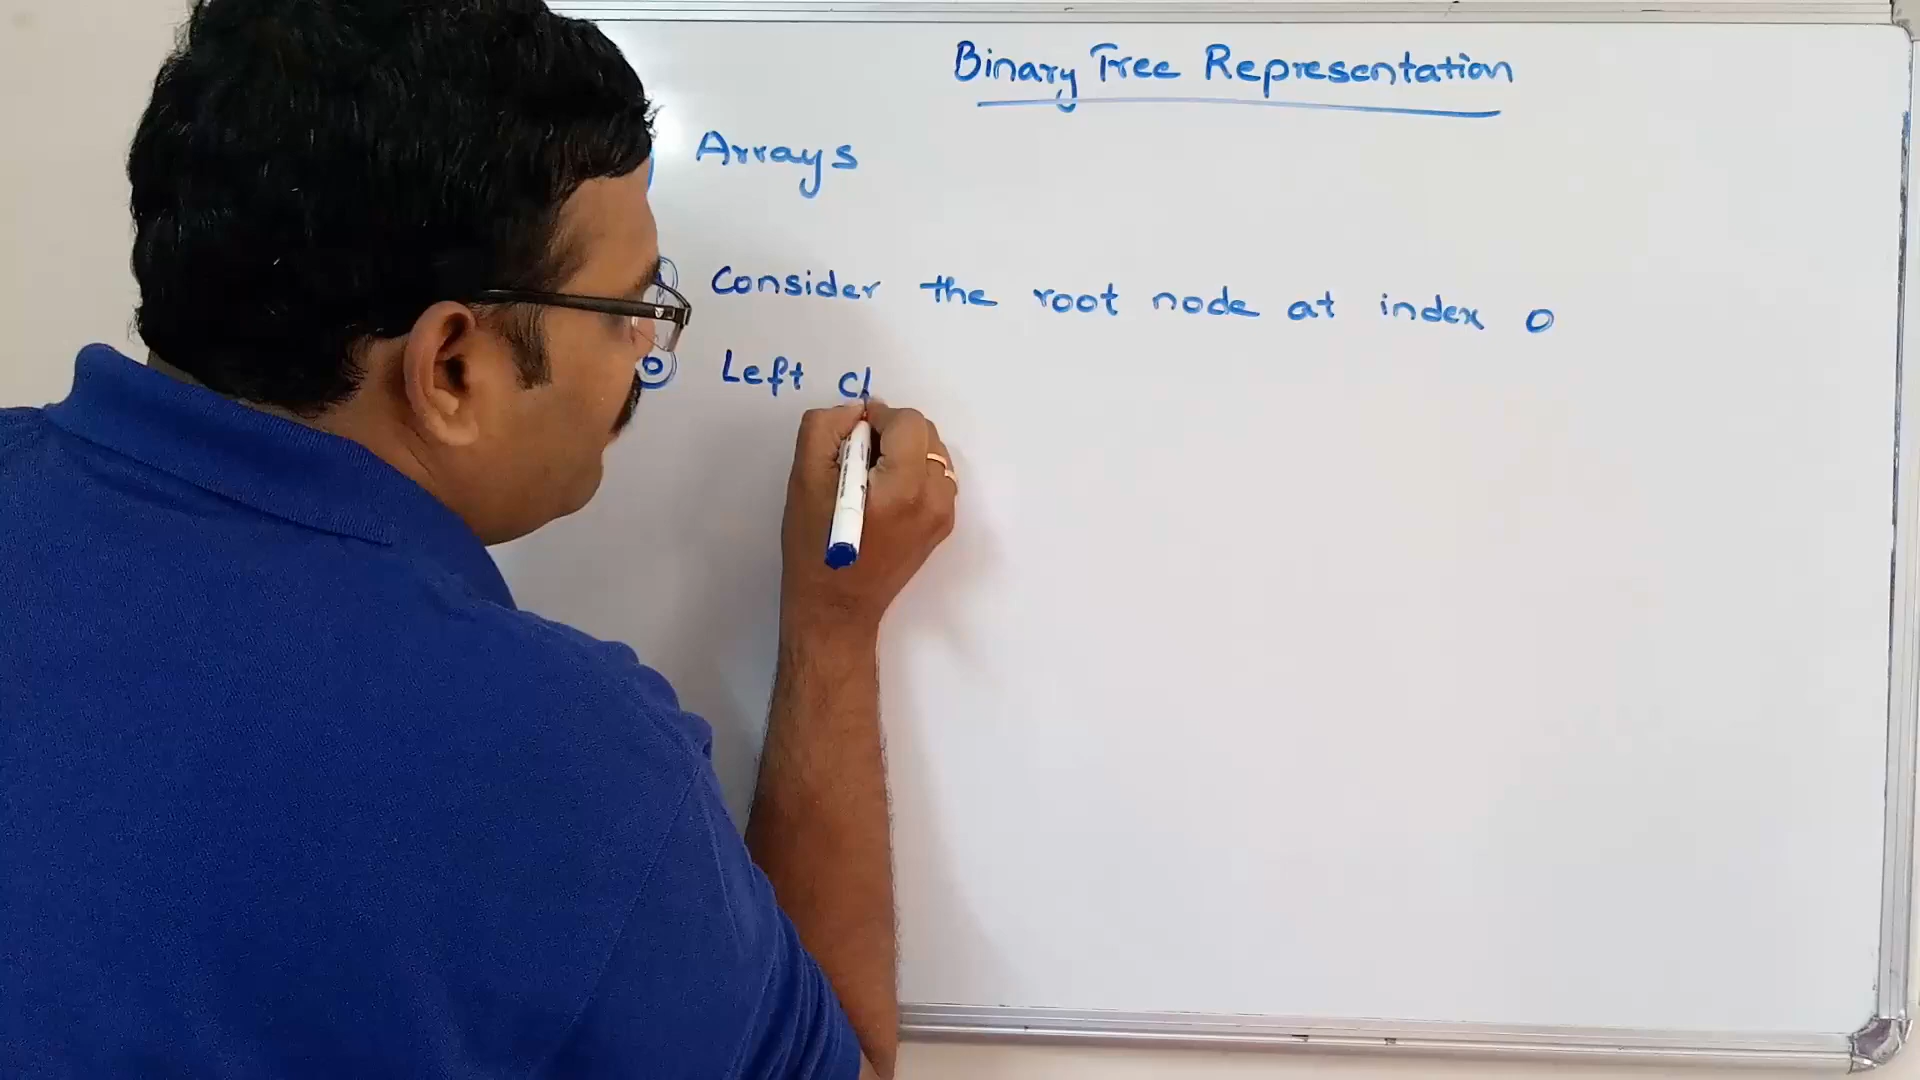 Binary Tree Representation
Arrays
Consider the root node at index 0
Left